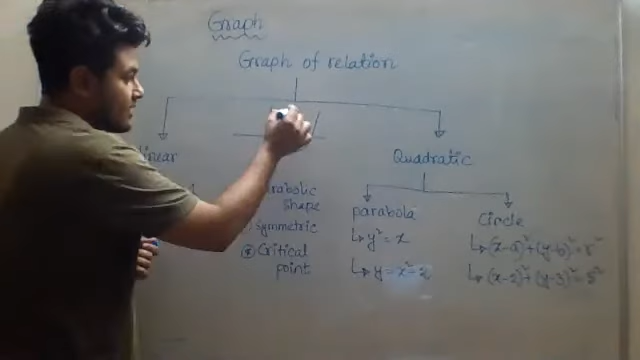 Graph
Graph of relation
Quadratic
Shape
Symmetric
Critical
point
parabola
y² = x
y = x² - 2
Circle
(x-a)² + (y-b)² = r²
(x-2)² + (y-3)² = 5²